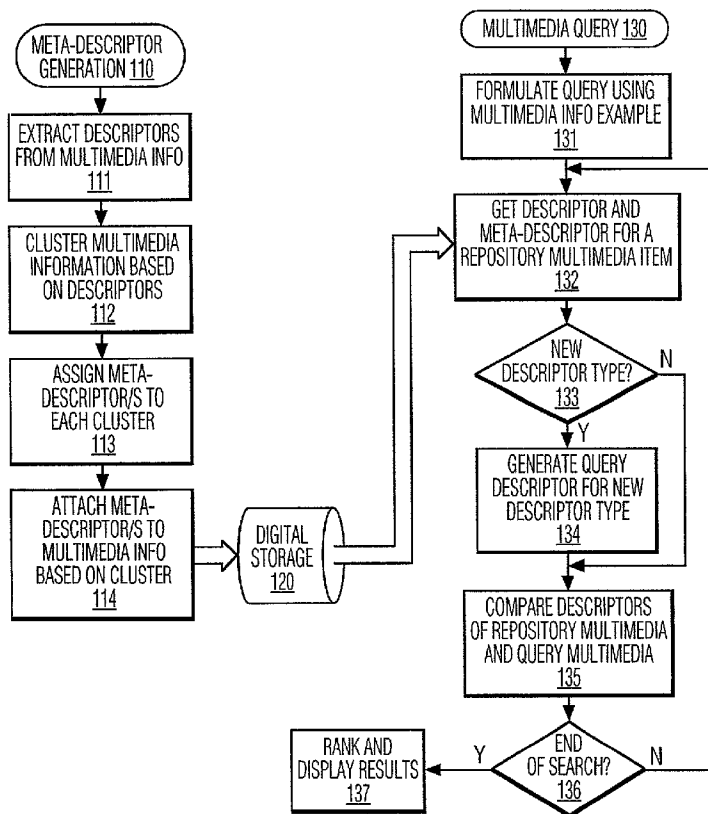 META-DESCRIPTOR
GENERATION 110
EXTRACT DESCRIPTORS
FROM MULTIMEDIA INFO
111
CLUSTER MULTIMEDIA
INFORMATION BASED
ON DESCRIPTORS
112
ASSIGN META-
DESCRIPTOR/S TO
EACH CLUSTER
113
ATTACH META-
DESCRIPTOR/S TO
MULTIMEDIA INFO
BASED ON CLUSTER
114
DIGITAL
STORAGE
120
MULTIMEDIA QUERY 130
FORMULATE QUERY USING
MULTIMEDIA INFO EXAMPLE
131
GET DESCRIPTOR AND
META-DESCRIPTOR FOR A
REPOSITORY MULTIMEDIA ITEM
132
NEW
DESCRIPTOR TYPE?
133
N
Y
GENERATE QUERY
DESCRIPTOR FOR NEW
DESCRIPTOR TYPE
134
COMPARE DESCRIPTORS
OF REPOSITORY MULTIMEDIA
AND QUERY MULTIMEDIA
135
END
OF SEARCH?
136
Y
N
RANK AND
DISPLAY RESULTS
137